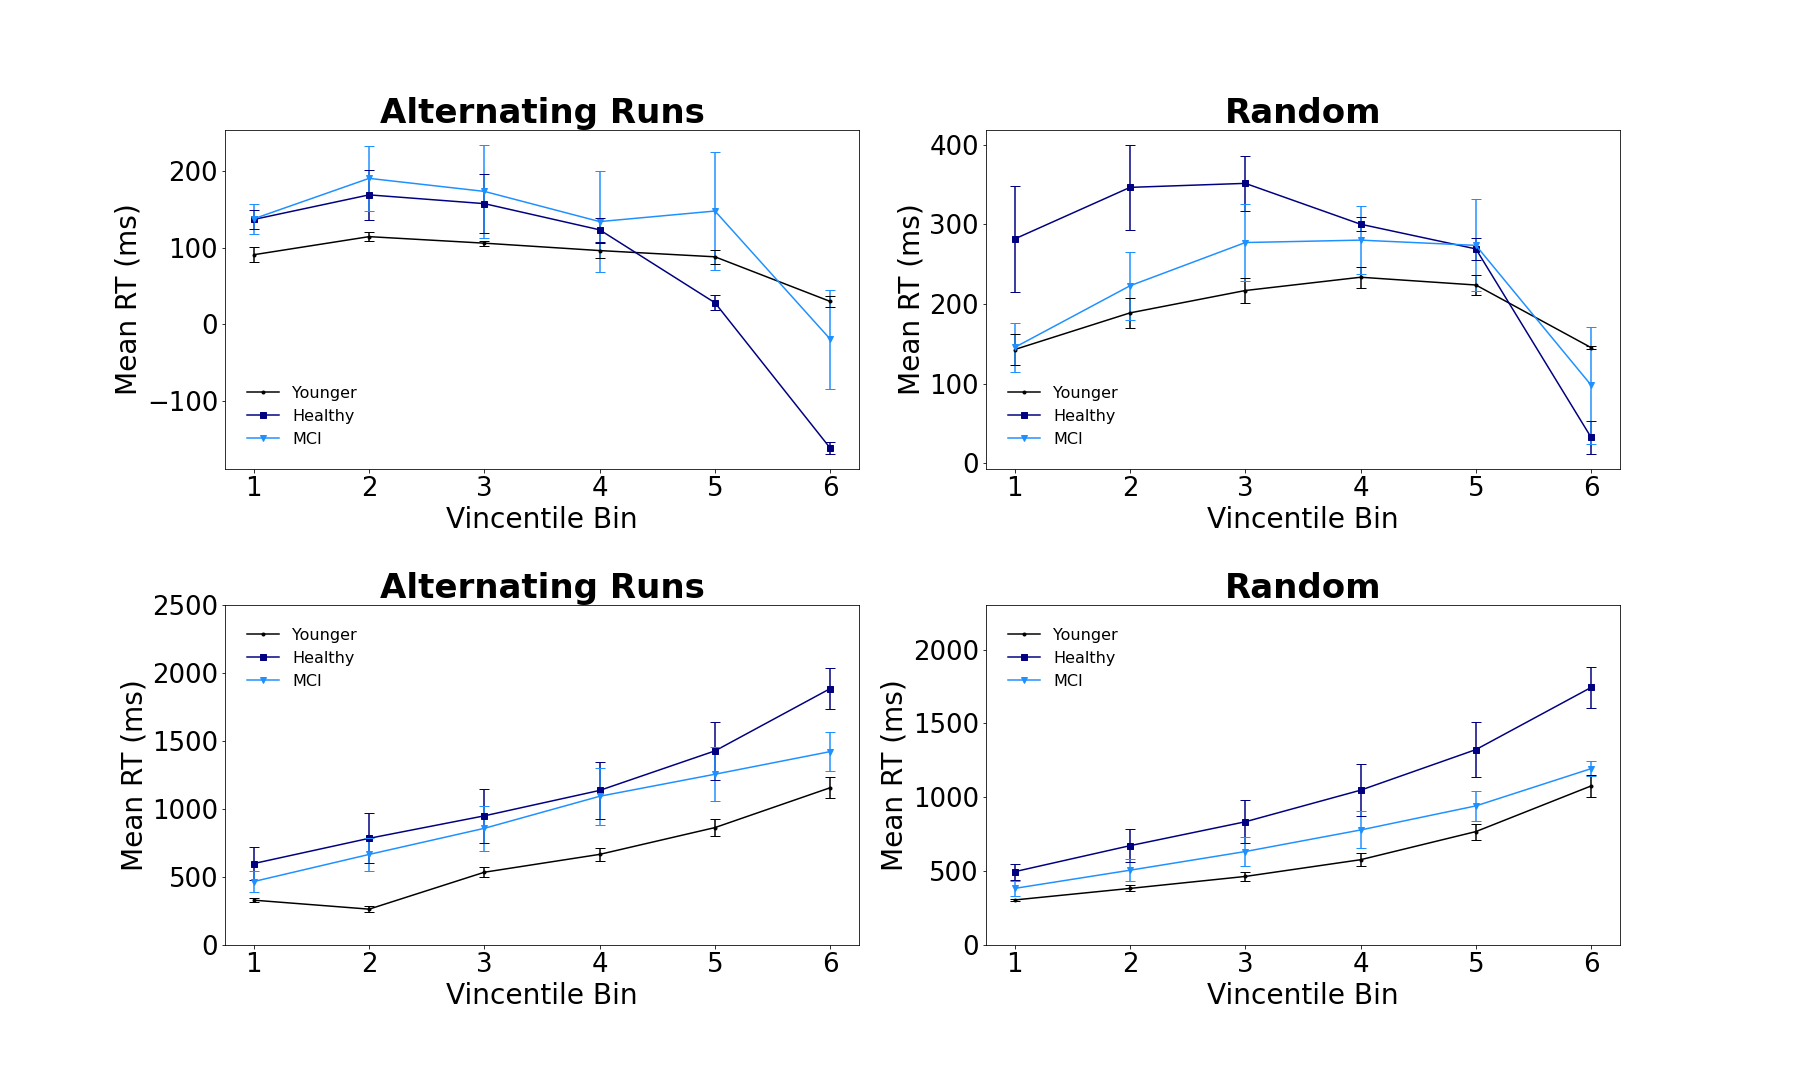 Alternating Runs
Mean RT (ms)
200
100
0
−100
Younger
Healthy
MCI
1 2 3 4 5 6
Vincentile Bin
Random
Mean RT (ms)
400
300
200
100
0
Younger
Healthy
MCI
1 2 3 4 5 6
Vincentile Bin
Alternating Runs
Mean RT (ms)
2500
2000
1500
1000
500
0
Younger
Healthy
MCI
1 2 3 4 5 6
Vincentile Bin
Random
Mean RT (ms)
2000
1500
1000
500
0
Younger
Healthy
MCI
1 2 3 4 5 6
Vincentile Bin